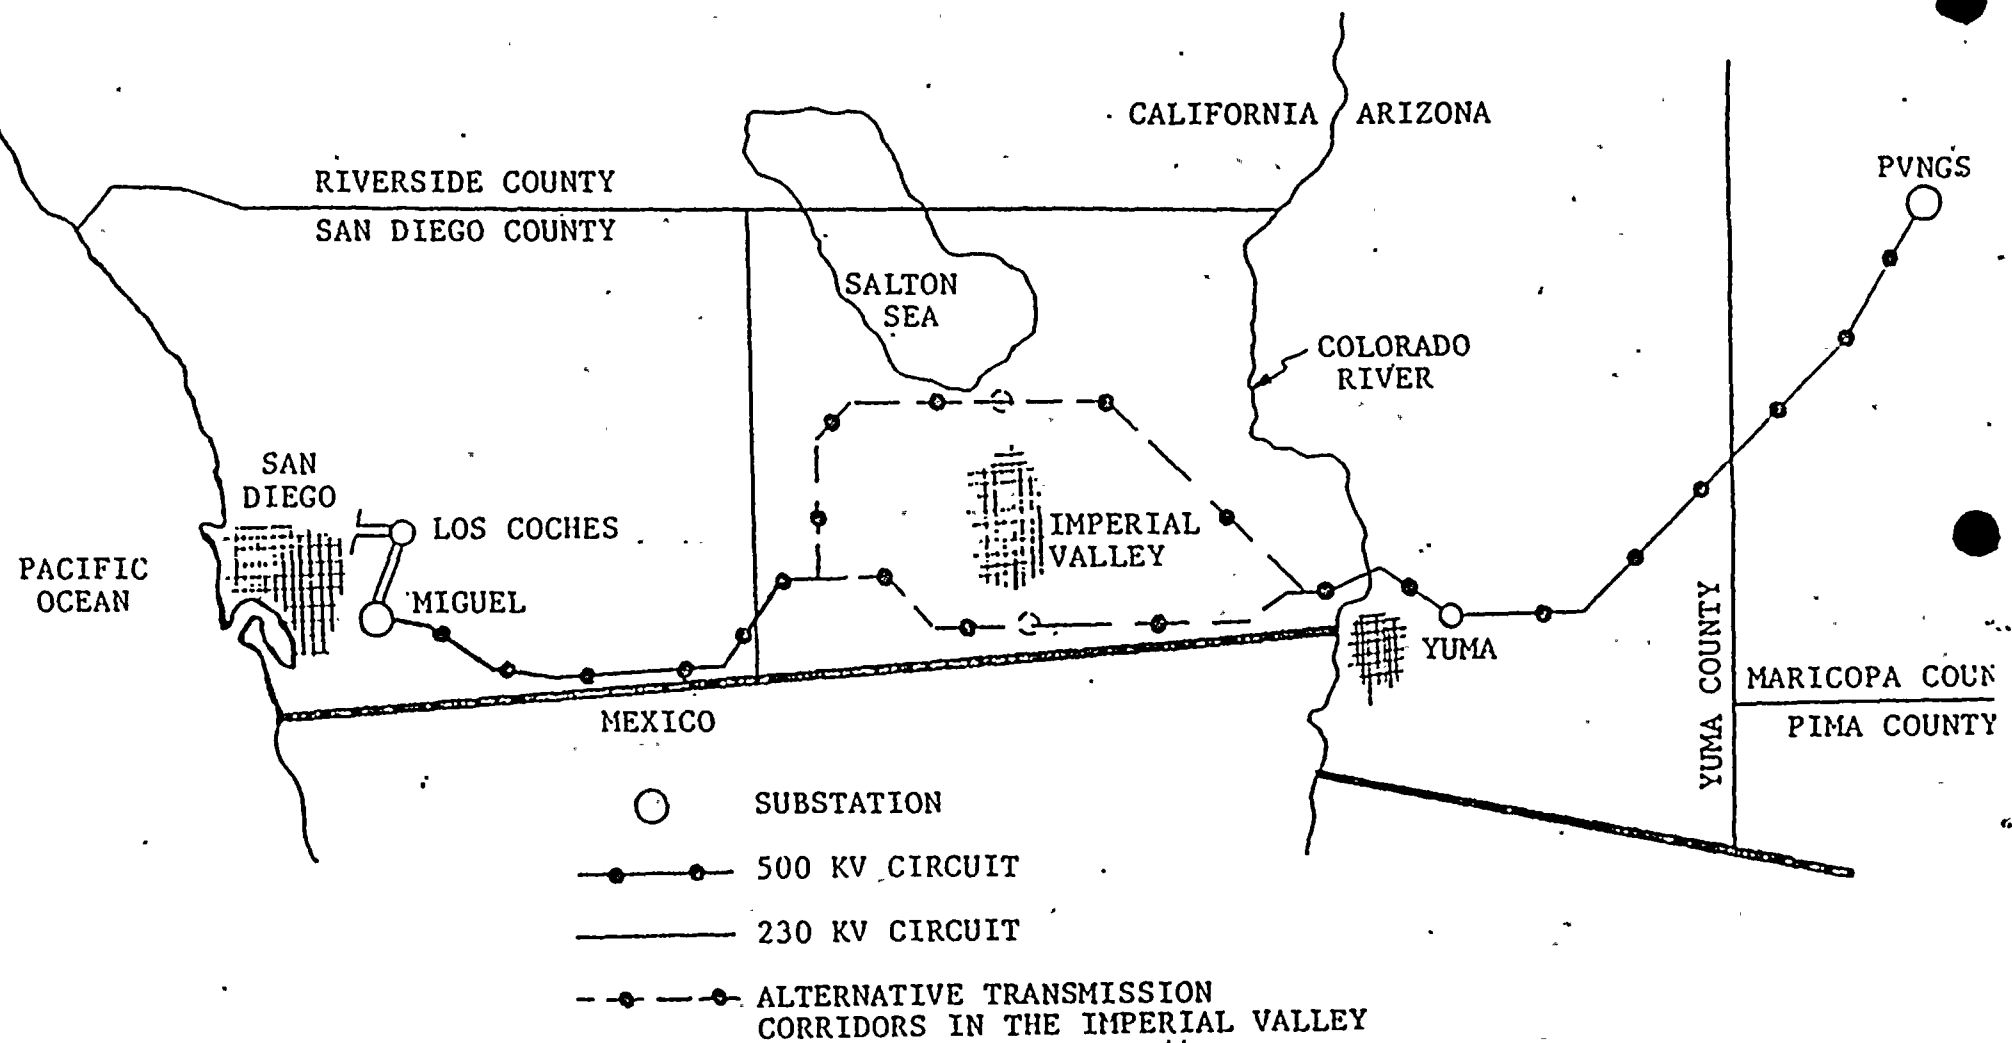 CALIFORNIA
ARIZONA
PVNGS
RIVERSIDE COUNTY
SAN DIEGO COUNTY
SALTON
SEA
COLORADO
RIVER
SAN
DIEGO
LOS COCHES
IMPERIAL
VALLEY
PACIFIC
OCEAN
MIGUEL
YUMA
YUMA COUNTY
MARICOPA COUN
PIMA COUNTY
MEXICO
SUBSTATION
500 KV CIRCUIT
230 KV CIRCUIT
ALTERNATIVE TRANSMISSION
CORRIDORS IN THE IMPERIAL VALLEY